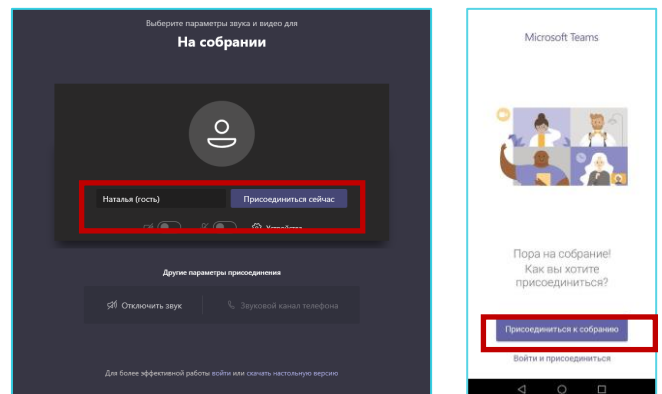 Выберите параметры звука и видео для
На собрании
Наталья (гость)
Присоединиться сейчас
Устройства
Другие параметры присоединения
Отключить звук
Звуковой канал телефона
Для более эффективной работы войти или скачать настольную версию
Microsoft Teams
Пора на собрание!
Как вы хотите
присоединиться?
Присоединиться к собранию
Войти и присоединиться